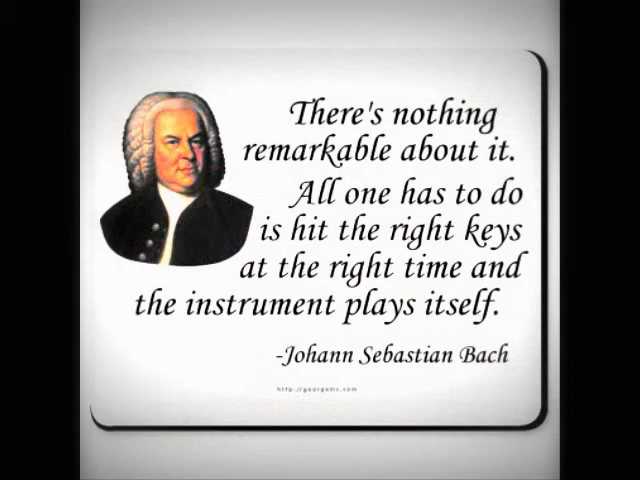 There's nothing
remarkable about it.
All one has to do
is hit the right keys
at the right time and
the instrument plays itself.
-Johann Sebastian Bach